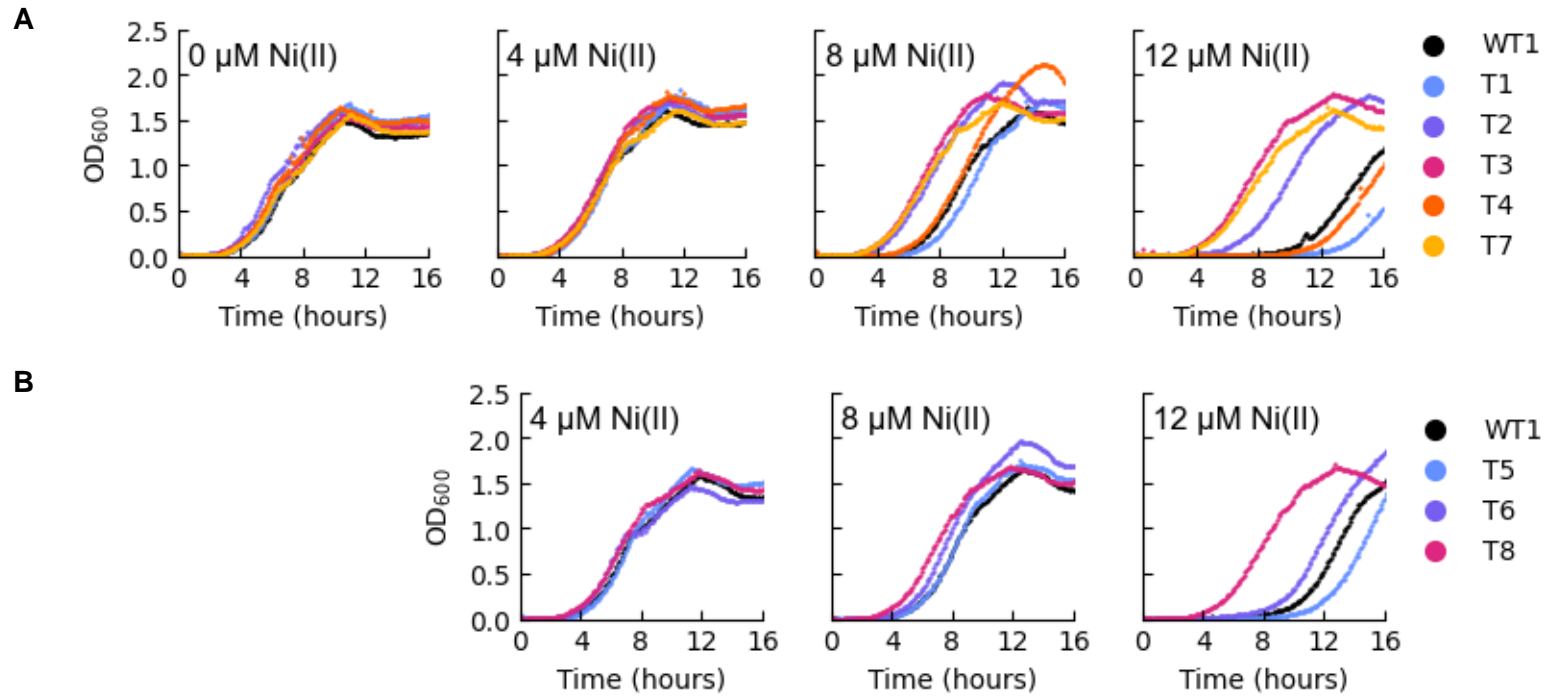 A
0 µM Ni(II)
4 µM Ni(II)
8 µM Ni(II)
12 µM Ni(II)
OD600
2.5
2.0
1.5
1.0
0.5
0.0
0 4 8 12 16
0 4 8 12 16
0 4 8 12 16
0 4 8 12 16
Time (hours)
Time (hours)
Time (hours)
Time (hours)
WT1
T1
T2
T3
T4
T7
B
4 µM Ni(II)
8 µM Ni(II)
12 µM Ni(II)
OD600
2.5
2.0
1.5
1.0
0.5
0.0
0 4 8 12 16
0 4 8 12 16
0 4 8 12 16
Time (hours)
Time (hours)
Time (hours)
WT1
T5
T6
T8